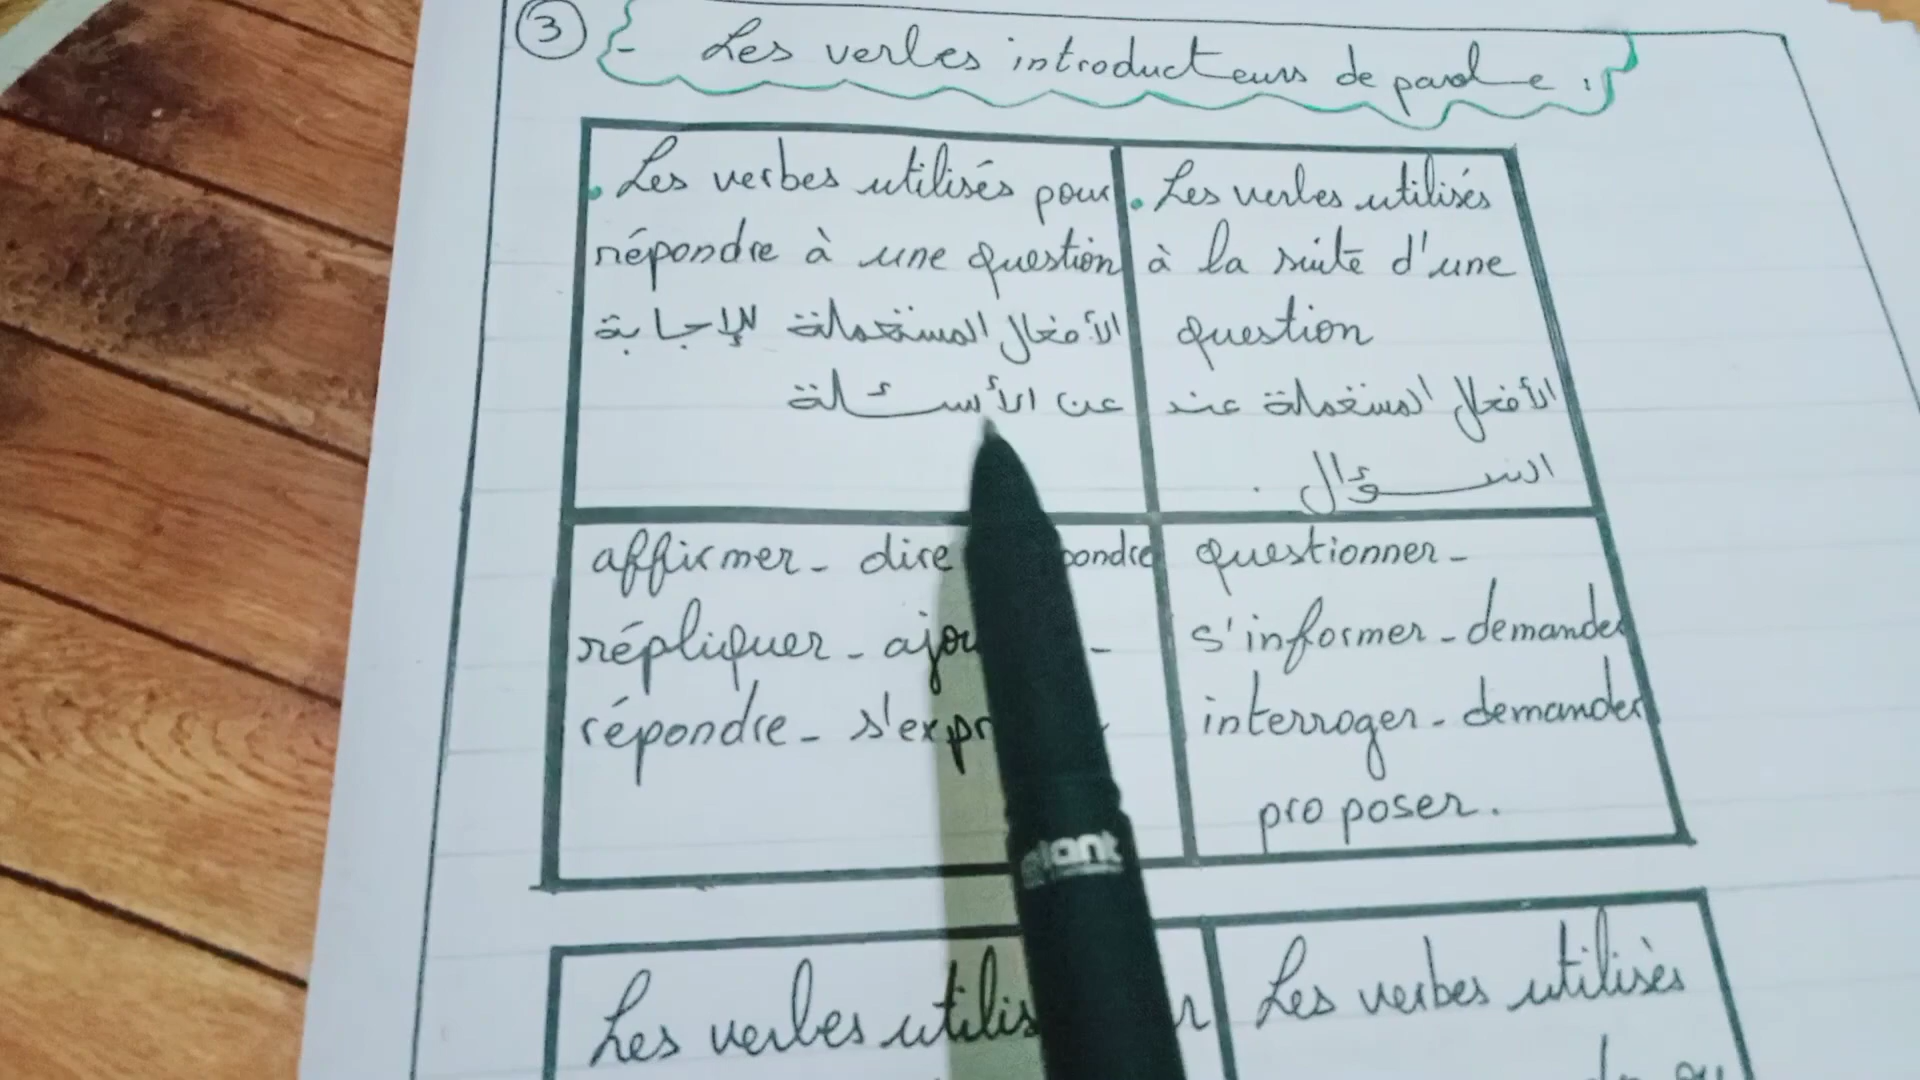 3
- Les verbes introducteurs de parole :
. Les verbes utilisés pour
répondre à une question
الأفعال المستعملة للإجابة
عن الأسئلة
. Les verbes utilisés
à la suite d'une
question
الأفعال المستعملة عند
السؤال .
affirmer - dire
répliquer -
répondre -
questionner -
s'informer - demander
interroger - demander
proposer.
Les verbes
Les verbes utilisés
ou